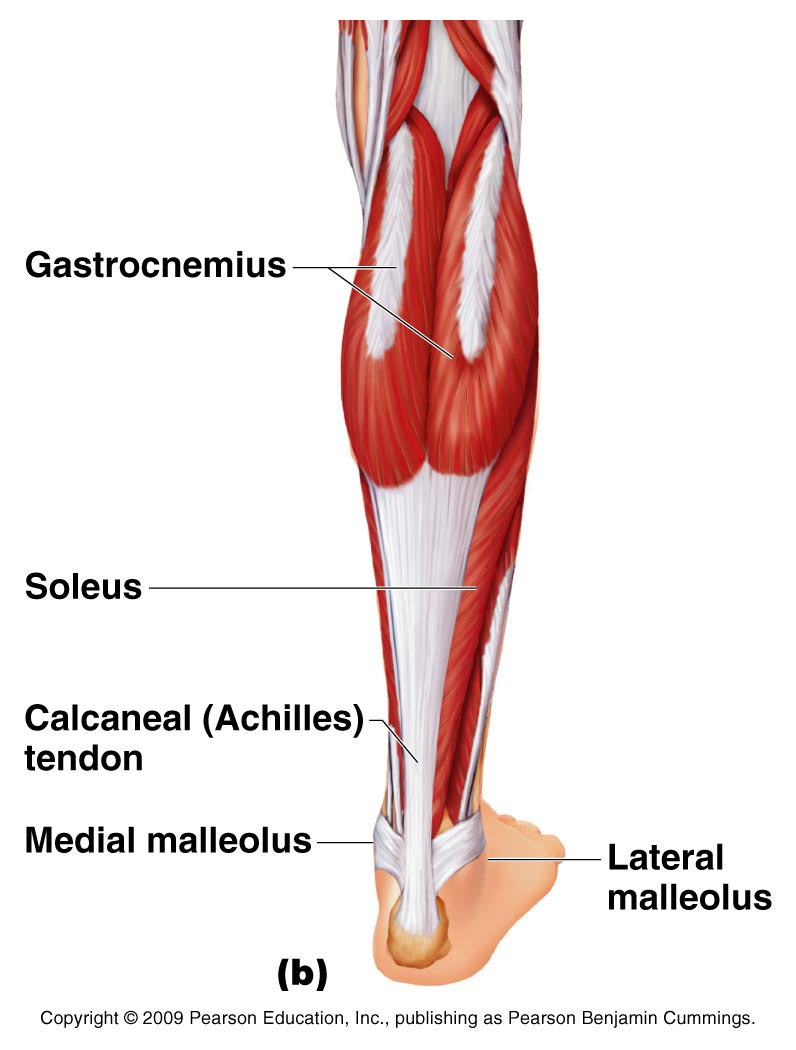 Gastrocnemius
Soleus
Calcaneal (Achilles)
tendon
Medial malleolus
Lateral
malleolus
(b)
Copyright © 2009 Pearson Education, Inc., publishing as Pearson Benjamin Cummings.